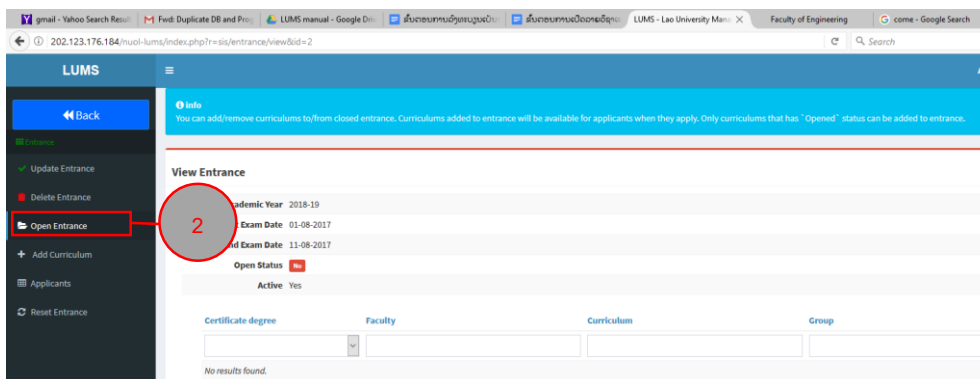 gmail - Yahoo Search Result
Fwd: Duplicate DB and Prog
LUMS manual - Google Dri
LUMS - Lao University Mana
Faculty of Engineering
come - Google Search
202.123.176.184/nuol-lums/index.php?r=sis/entrance/view&id=2
Search
LUMS
Back
info
You can add/remove curriculums to/from closed entrance. Curriculums added to entrance will be available for applicants when they apply. Only curriculums that has `Opened` status can be added to entrance.
Entrance
Update Entrance
Delete Entrance
Open Entrance
Add Curriculum
Applicants
Reset Entrance
2
View Entrance
ademic Year 2018-19
Exam Date 01-08-2017
nd Exam Date 11-08-2017
Open Status No
Active Yes
Certificate degree Faculty Curriculum Group
No results found.